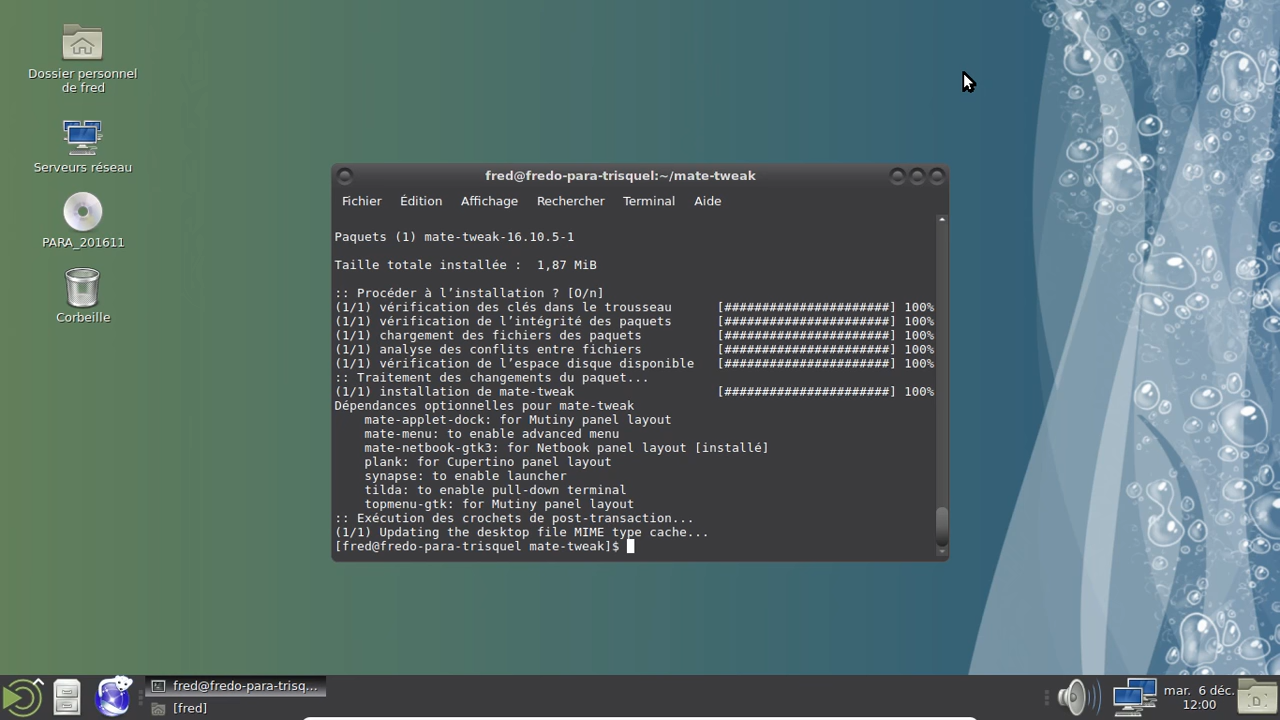 Dossier personnel
de fred
Serveurs réseau
PARA_201611
Corbeille
fred@fredo-para-trisquel:~/mate-tweak
Fichier Édition Affichage Rechercher Terminal Aide
Paquets (1) mate-tweak-16.10.5-1
Taille totale installée :  1,87 MiB
:: Procéder à l’installation ? [O/n]
(1/1) vérification des clés dans le trousseau [######################] 100%
(1/1) vérification de l’intégrité des paquets [######################] 100%
(1/1) chargement des fichiers des paquets [######################] 100%
(1/1) analyse des conflits entre fichiers [######################] 100%
(1/1) vérification de l’espace disque disponible [######################] 100%
:: Traitement des changements du paquet...
(1/1) installation de mate-tweak [######################] 100%
Dépendances optionnelles pour mate-tweak
mate-applet-dock: for Mutiny panel layout
mate-menu: to enable advanced menu
mate-netbook-gtk3: for Netbook panel layout [installé]
plank: for Cupertino panel layout
synapse: to enable launcher
tilda: to enable pull-down terminal
topmenu-gtk: for Mutiny panel layout
:: Exécution des crochets de post-transaction...
(1/1) Updating the desktop file MIME type cache...
[fred@fredo-para-trisquel mate-tweak]$
fred@fredo-para-trisq...
[fred]
mar. 6 déc.
12:00
D